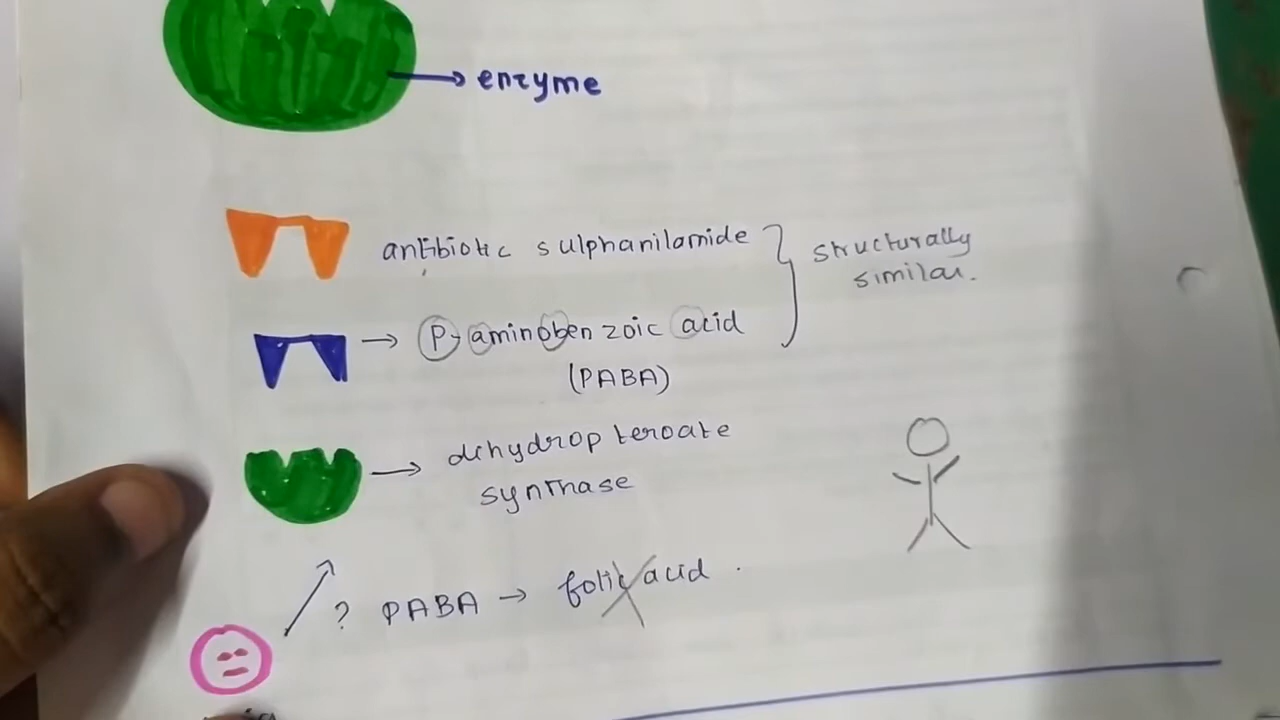 enzyme
antibiotic sulphanilamide
structurally
similar.
P-aminobenzoic acid
(PABA)
dihydropteroate
synthase
? PABA → folic acid.